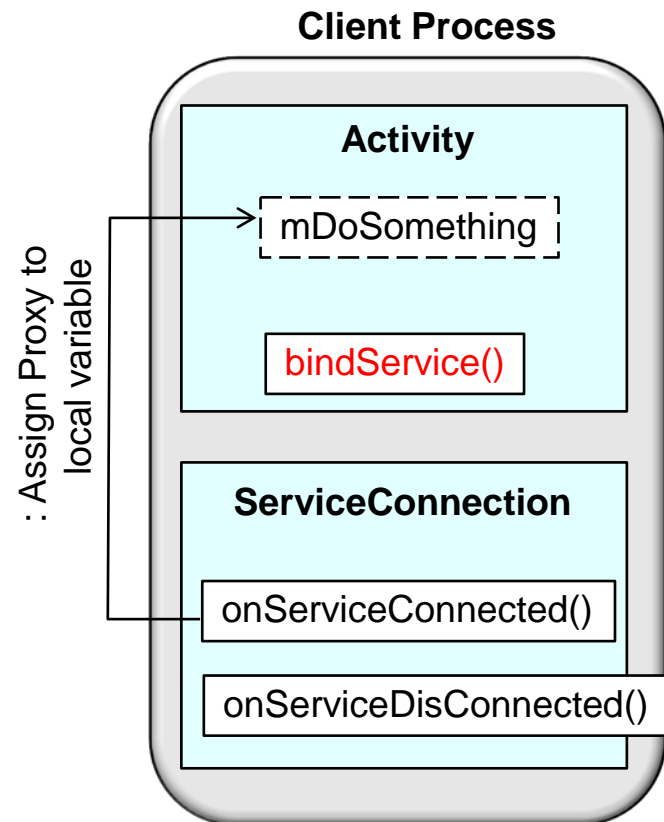 Client Process
Activity
mDoSomething
bindService()
: Assign Proxy to
local variable
ServiceConnection
onServiceConnected()
onServiceDisConnected()